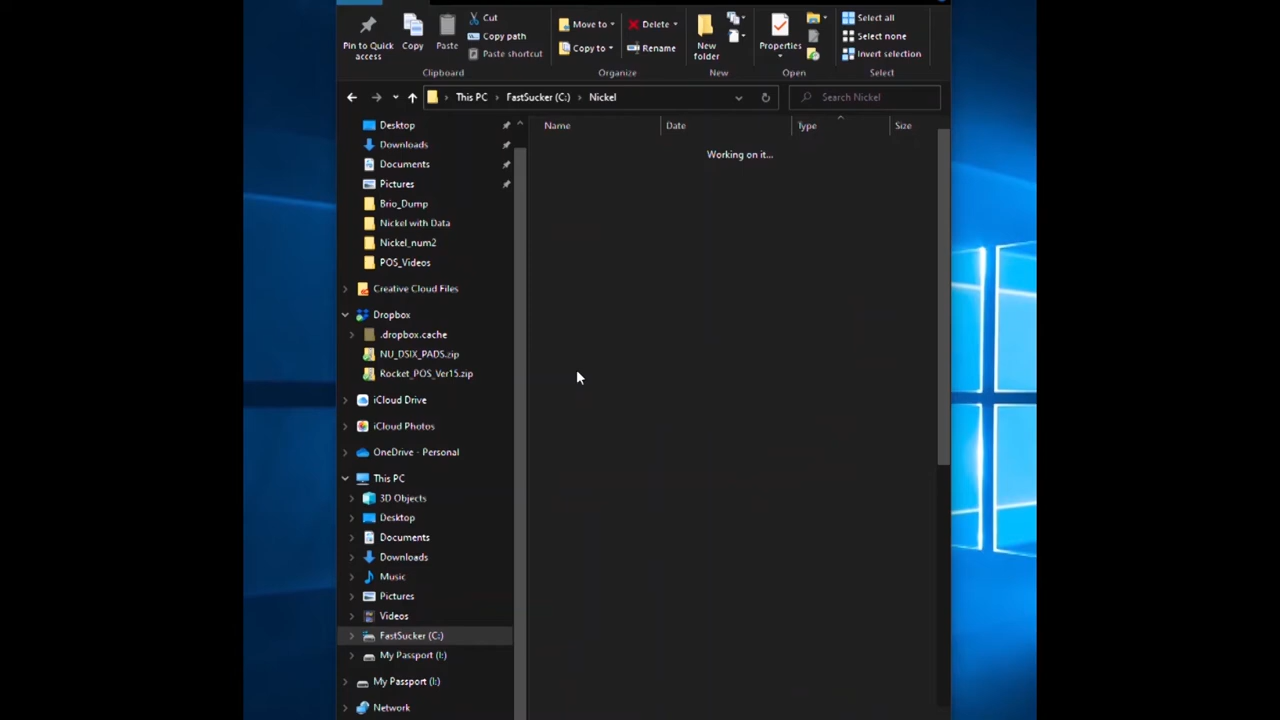 Cut
Copy path
Paste shortcut
Pin to Quick access
Copy
Paste
Clipboard
Move to
Copy to
Delete
Rename
Organize
New folder
New
Properties
Open
Select all
Select none
Invert selection
Select
This PC > FastSucker (C:) > Nickel
Search Nickel
Name Date Type Size
Working on it...
Desktop
Downloads
Documents
Pictures
Brio_Dump
Nickel with Data
Nickel_num2
POS_Videos
Creative Cloud Files
Dropbox
.dropbox.cache
NU_DSIX_PADS.zip
Rocket_POS_Ver15.zip
iCloud Drive
iCloud Photos
OneDrive - Personal
This PC
3D Objects
Desktop
Documents
Downloads
Music
Pictures
Videos
FastSucker (C:)
My Passport (I:)
My Passport (I:)
Network